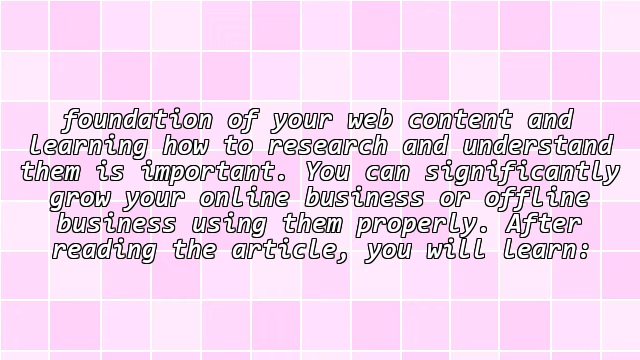 foundation of your web content and
learning how to research and understand
them is important. You can significantly
grow your online business or offline
business using them properly. After
reading the article, you will learn: